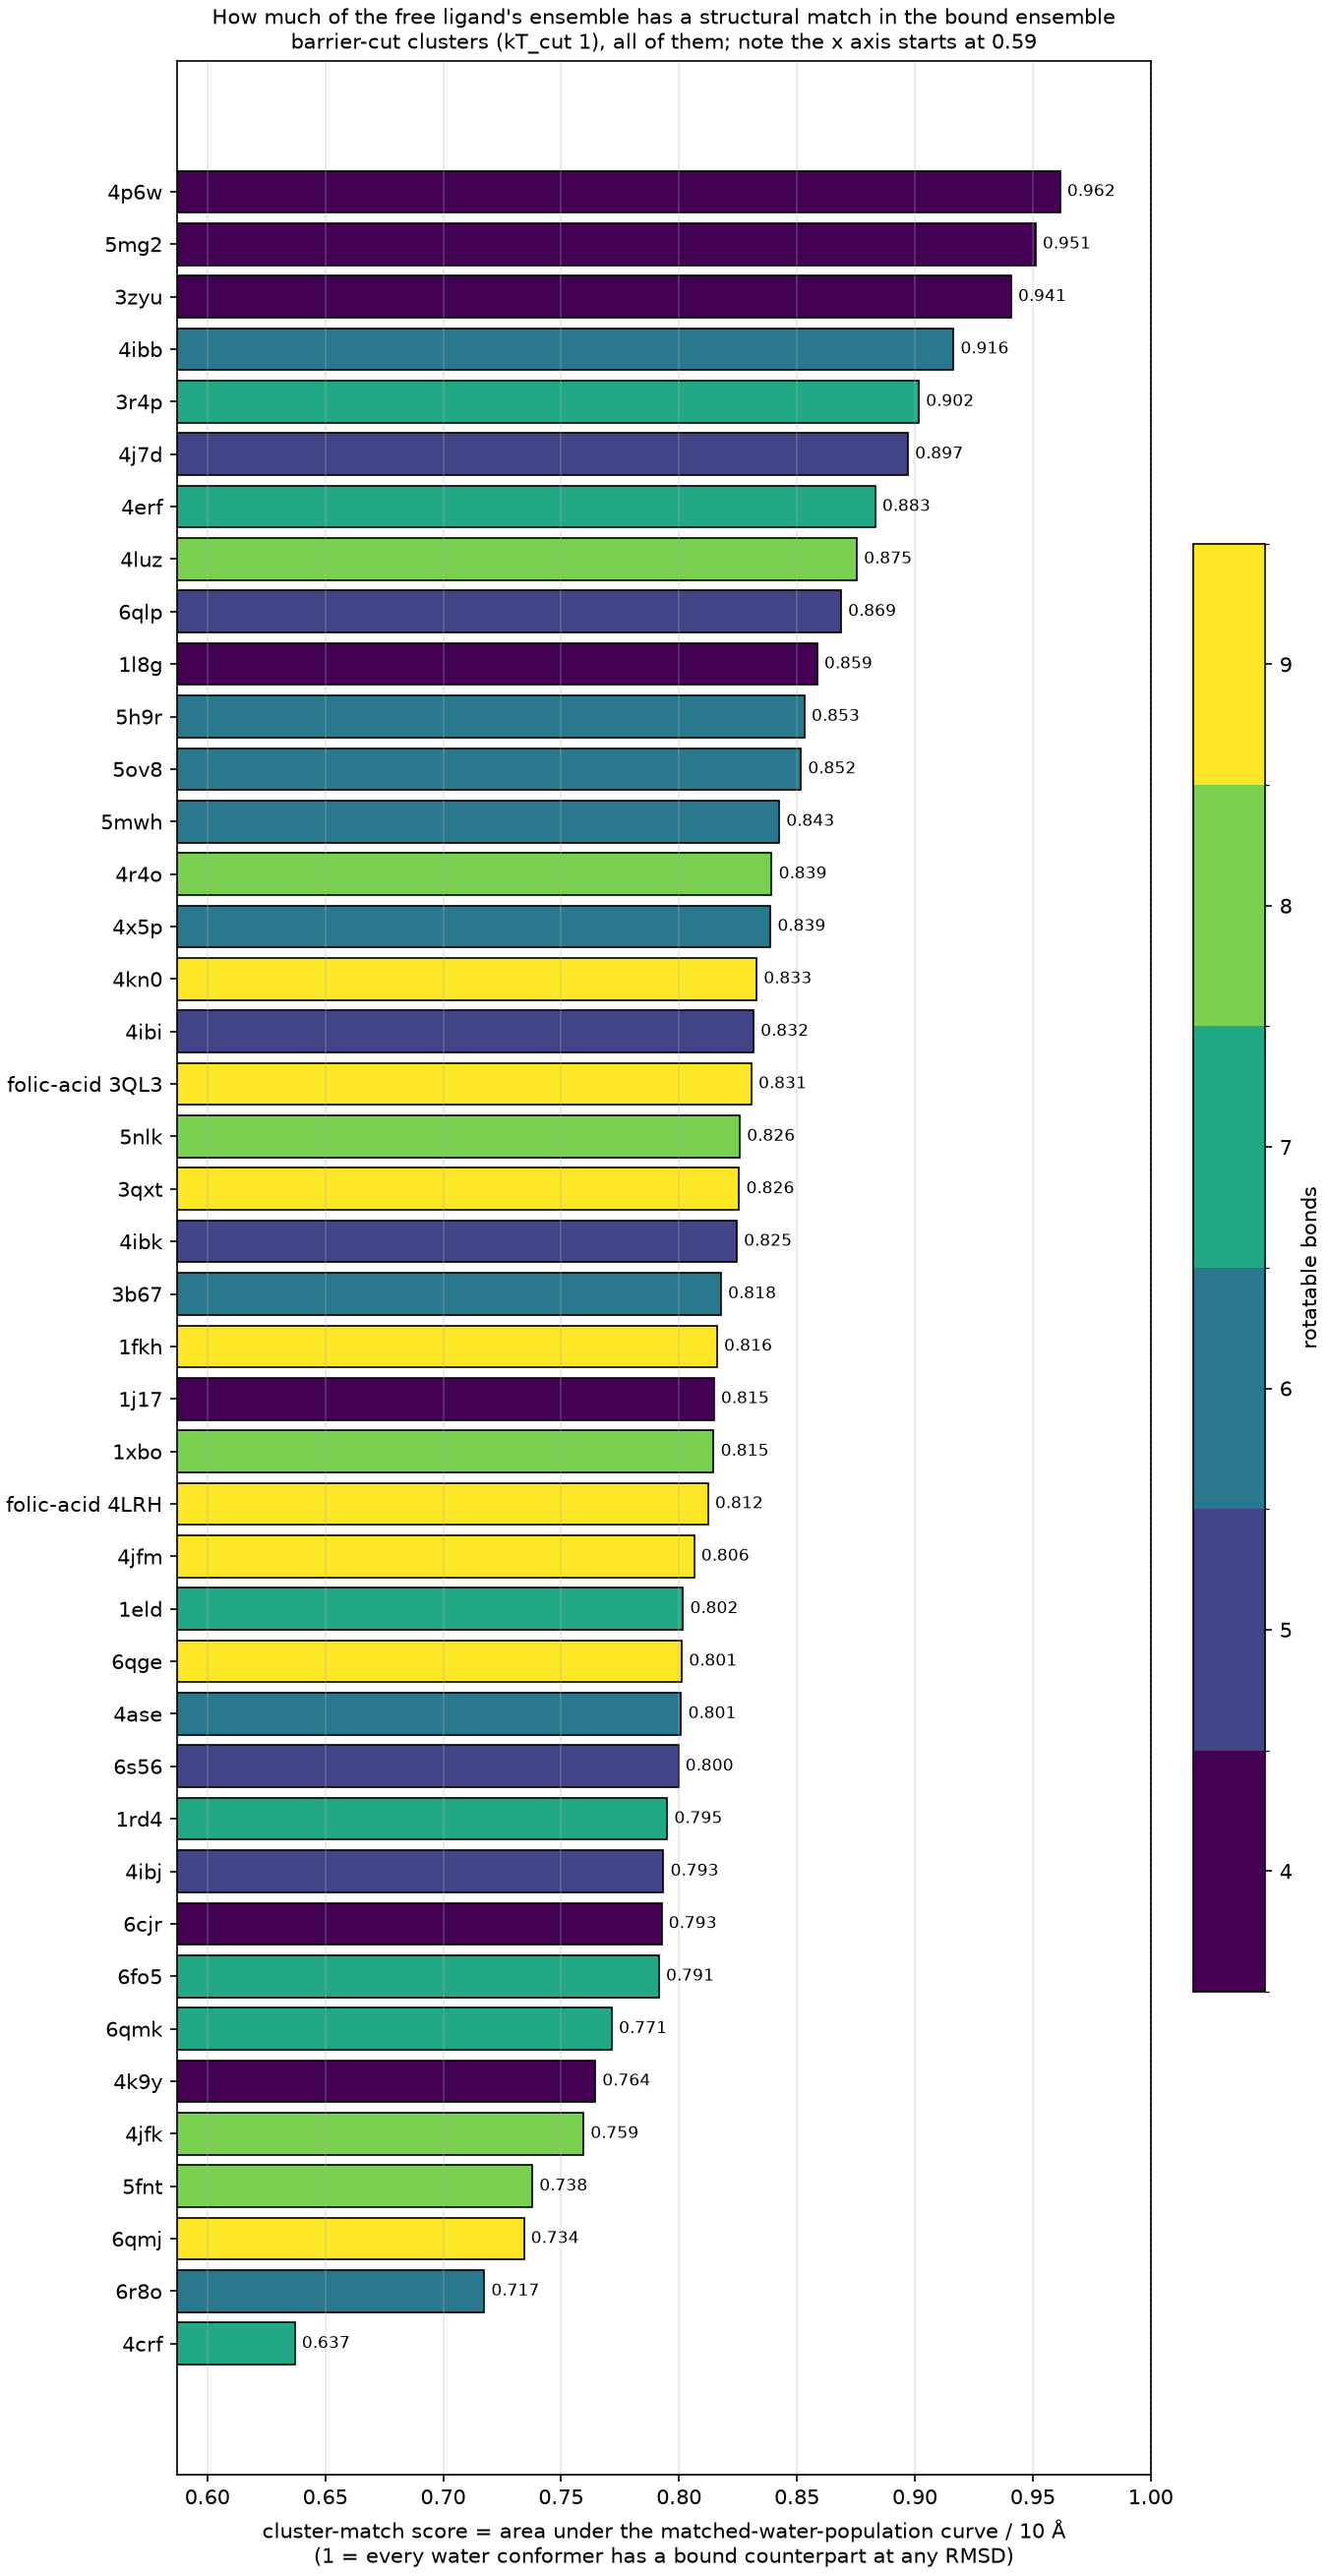 How much of the free ligand's ensemble has a structural match in the bound ensemble
barrier-cut clusters (kT_cut 1), all of them; note the x axis starts at 0.59
4p6w 0.962
5mg2 0.951
3zyu 0.941
4ibb 0.916
3r4p 0.902
4j7d 0.897
4erf 0.883
4luz 0.875
6qlp 0.869
1l8g 0.859
5h9r 0.853
5ov8 0.852
5mwh 0.843
4r4o 0.839
4x5p 0.839
4kn0 0.833
4ibi 0.832
folic-acid 3QL3 0.831
5nlk 0.826
3qxt 0.826
4ibk 0.825
3b67 0.818
1fkh 0.816
1j17 0.815
1xbo 0.815
folic-acid 4LRH 0.812
4jfm 0.806
1eld 0.802
6qge 0.801
4ase 0.801
6s56 0.800
1rd4 0.795
4ibj 0.793
6cjr 0.793
6fo5 0.791
6qmk 0.771
4k9y 0.764
4jfk 0.759
5fnt 0.738
6qmj 0.734
6r8o 0.717
4crf 0.637
0.60 0.65 0.70 0.75 0.80 0.85 0.90 0.95 1.00
cluster-match score = area under the matched-water-population curve / 10 Å
(1 = every water conformer has a bound counterpart at any RMSD)
9
8
7
6
5
4
rotatable bonds